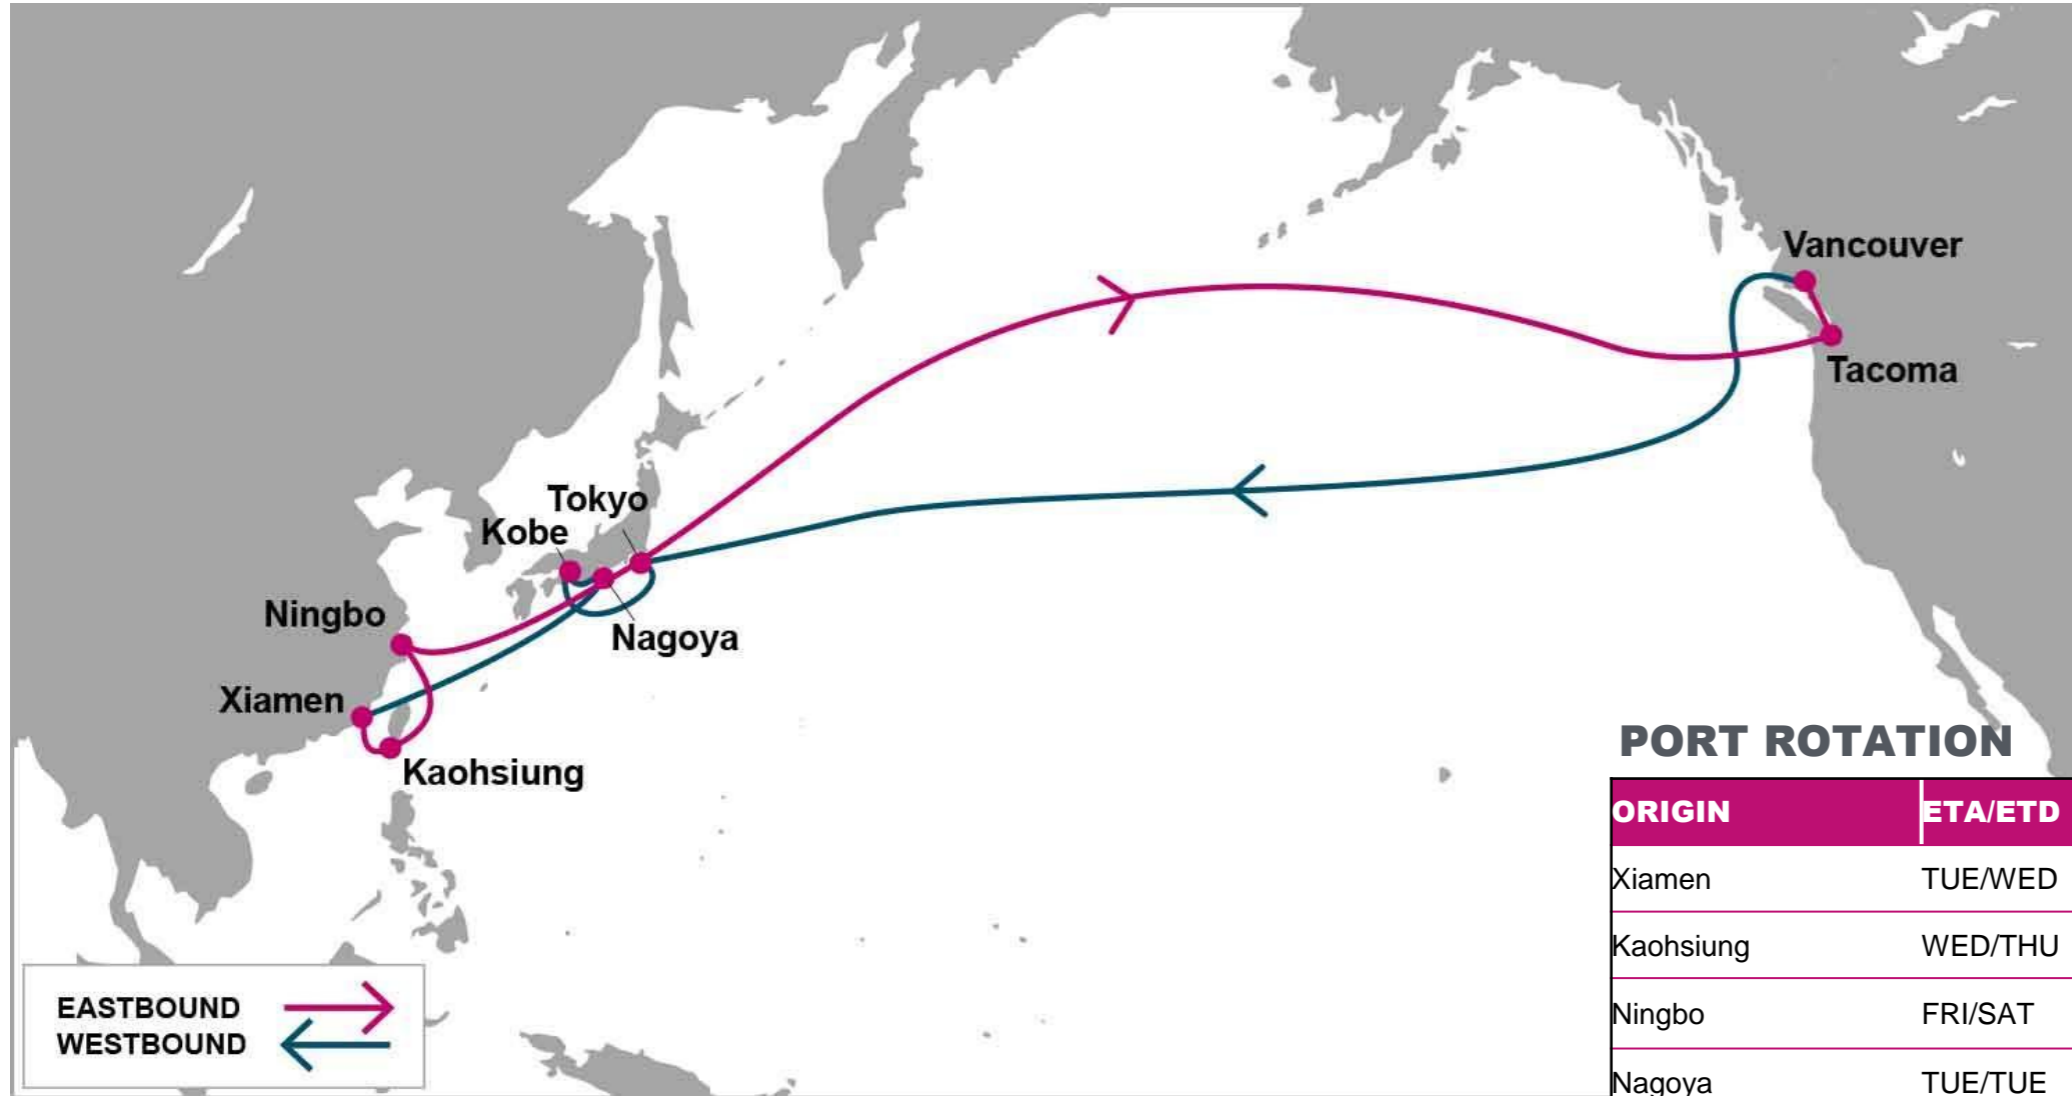 Vancouver
Tacoma
Tokyo
Kobe
Nagoya
Ningbo
Xiamen
Kaohsiung
EASTBOUND
WESTBOUND
PORT ROTATION
ORIGIN ETA/ETD
Xiamen TUE/WED
Kaohsiung WED/THU
Ningbo FRI/SAT
Nagoya TUE/TUE